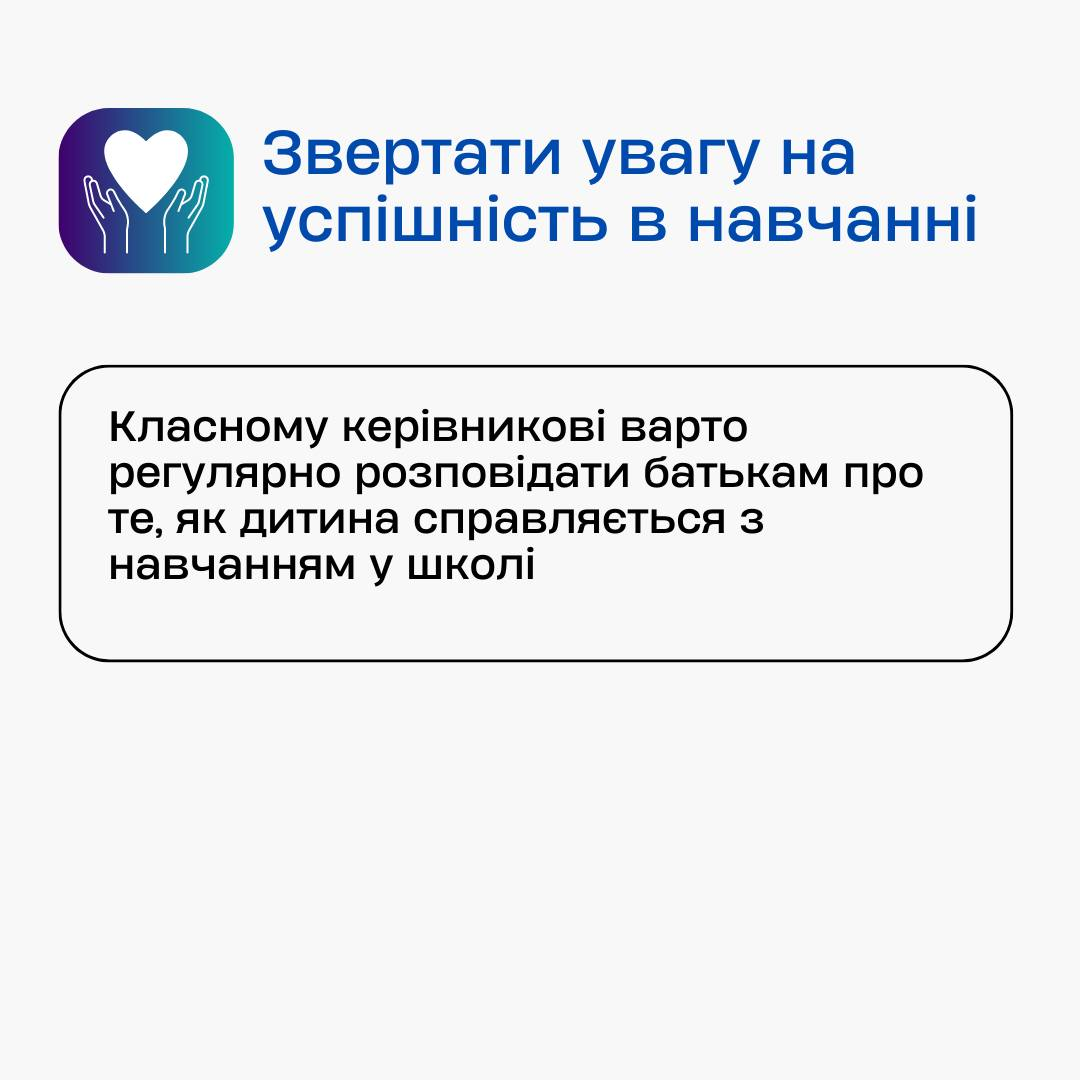 Звертати увагу на
успішність в навчанні
Класному керівникові варто
регулярно розповідати батькам про
те, як дитина справляється з
навчанням у школі